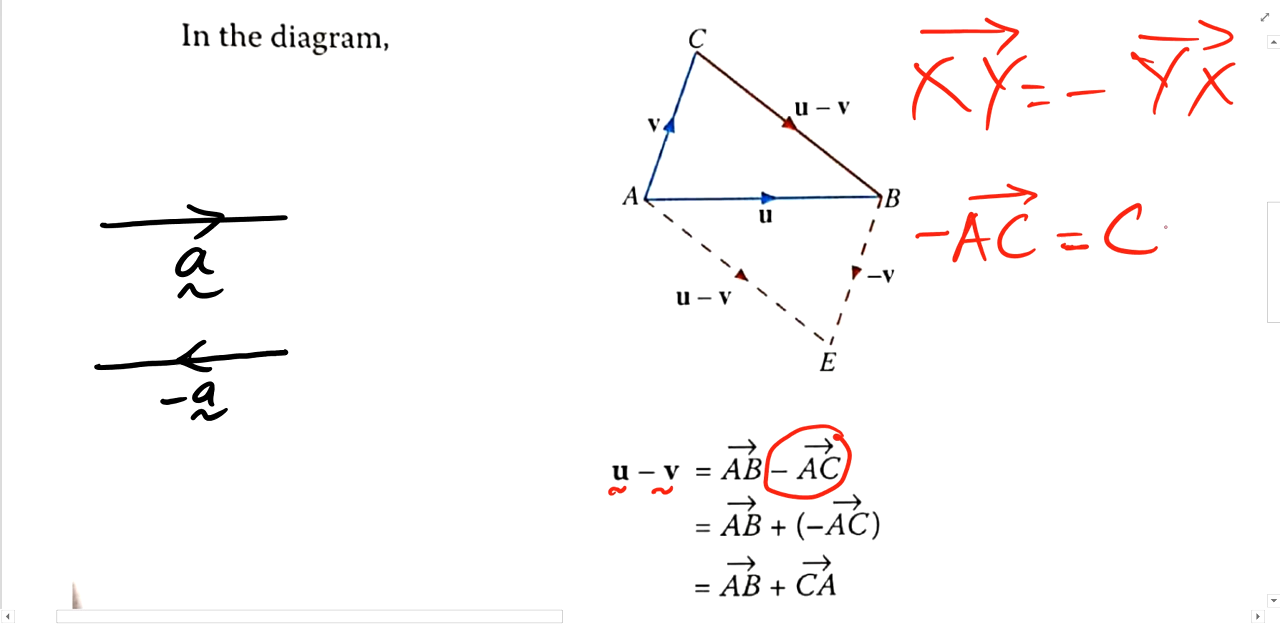 In the diagram,
C
u – v
v
A
B
u
–v
u – v
E
XY = – YX
–AC = C
a
–a
u – v = AB – AC
= AB + (–AC)
= AB + CA